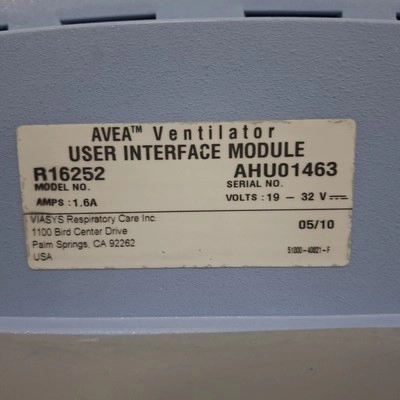 AVEA™ Ventilator
USER INTERFACE MODULE
R16252 AHU01463
MODEL NO. SERIAL NO.
AMPS : 1.6A VOLTS : 19 - 32 V⎓
VIASYS Respiratory Care Inc.
1100 Bird Center Drive 05/10
Palm Springs, CA 92262
USA 51000-40821-F